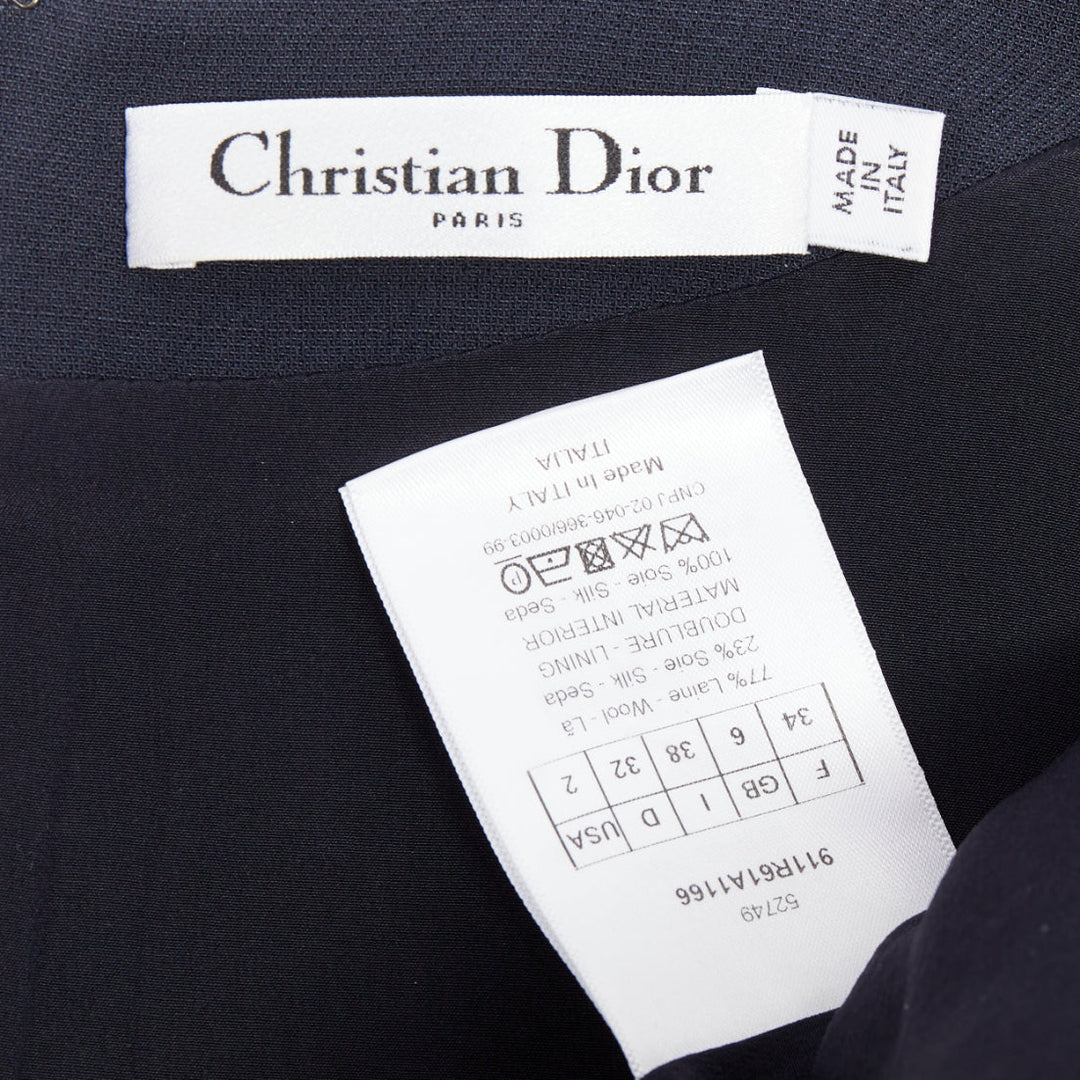 Christian Dior
PARIS
MADE
IN
ITALY
52749
911R61A1166
F GB I D USA
34 6 38 32 2
77% Laine - Wool - Lã
23% Soie - Silk - Seda
DOUBLURE - LINING
MATERIAL INTERIOR
100% Soie - Silk - Seda
P
CNPJ 02-046-366/0003-99
Made In ITALY
ITALIA